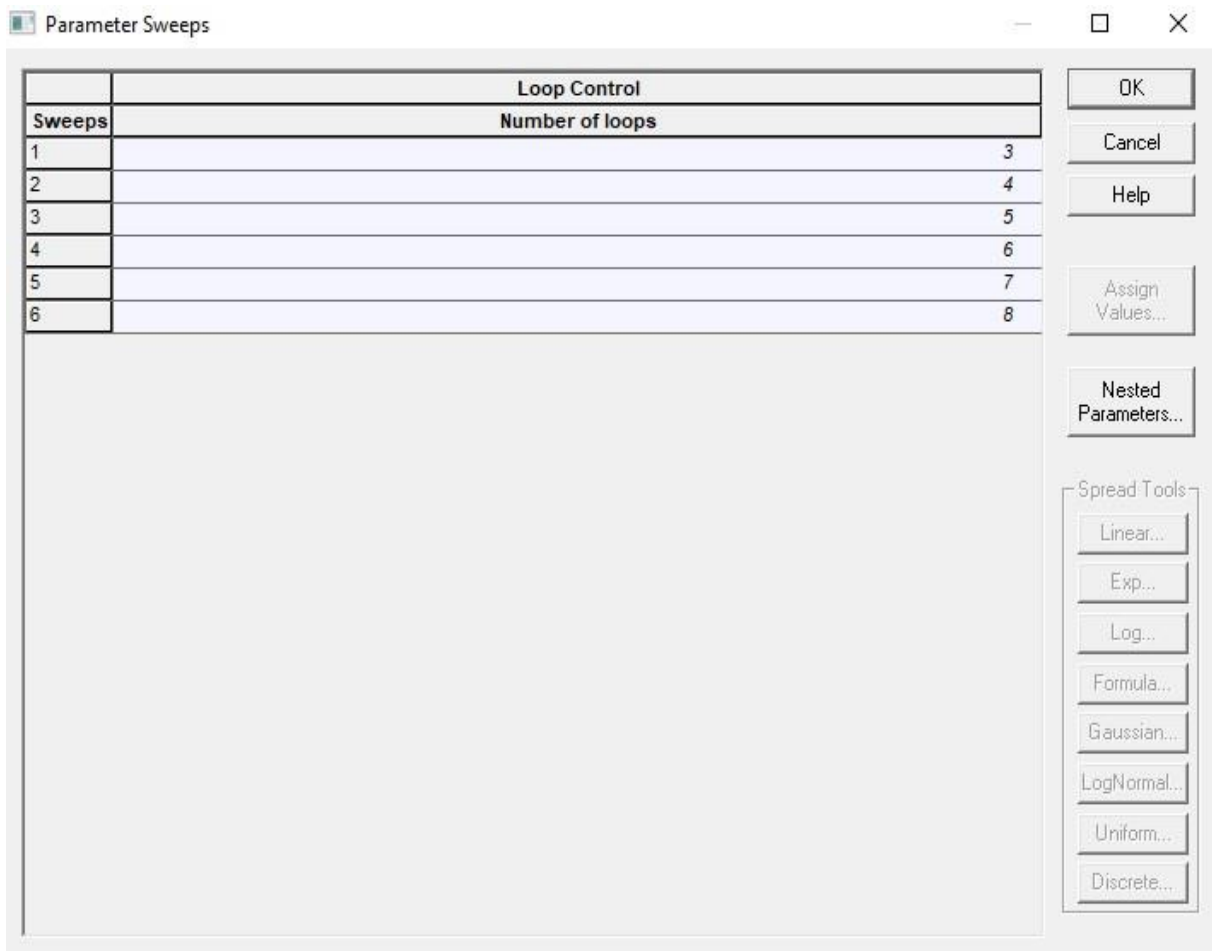 Parameter Sweeps
Loop Control
Sweeps Number of loops
1 3
2 4
3 5
4 6
5 7
6 8
OK
Cancel
Help
Assign
Values...
Nested
Parameters...
Spread Tools
Linear...
Exp...
Log...
Formula...
Gaussian...
LogNormal...
Uniform...
Discrete...